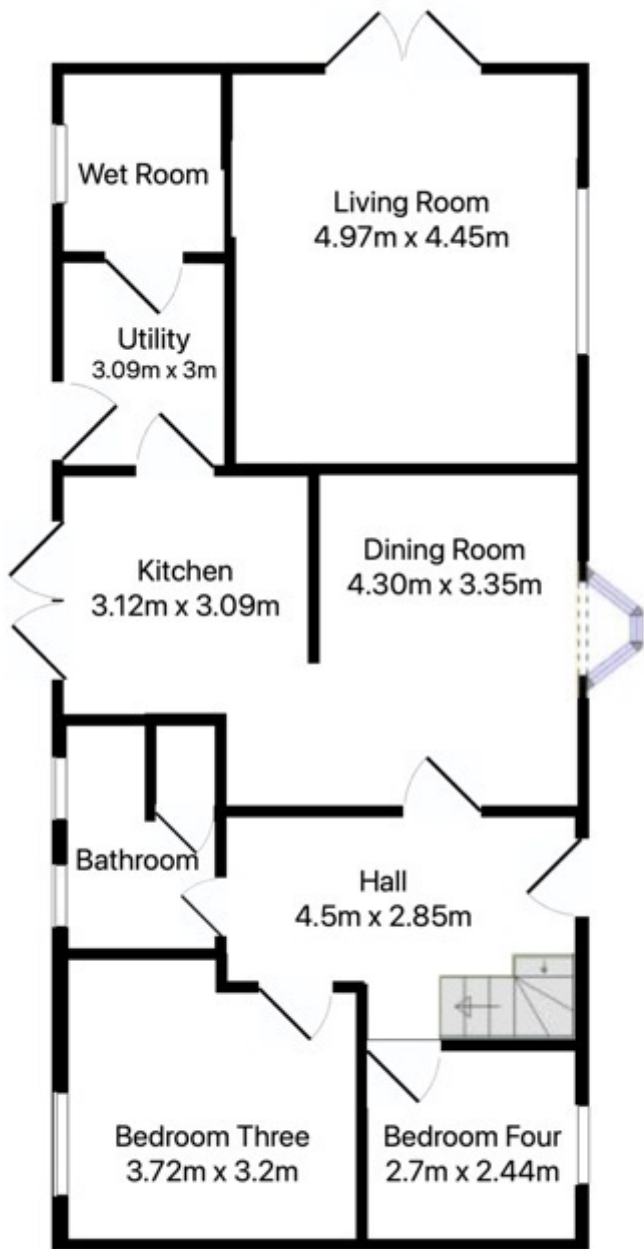 Wet Room
Living Room
4.97m x 4.45m
Utility
3.09m x 3m
Kitchen
3.12m x 3.09m
Dining Room
4.30m x 3.35m
Bathroom
Hall
4.5m x 2.85m
Bedroom Three
3.72m x 3.2m
Bedroom Four
2.7m x 2.44m